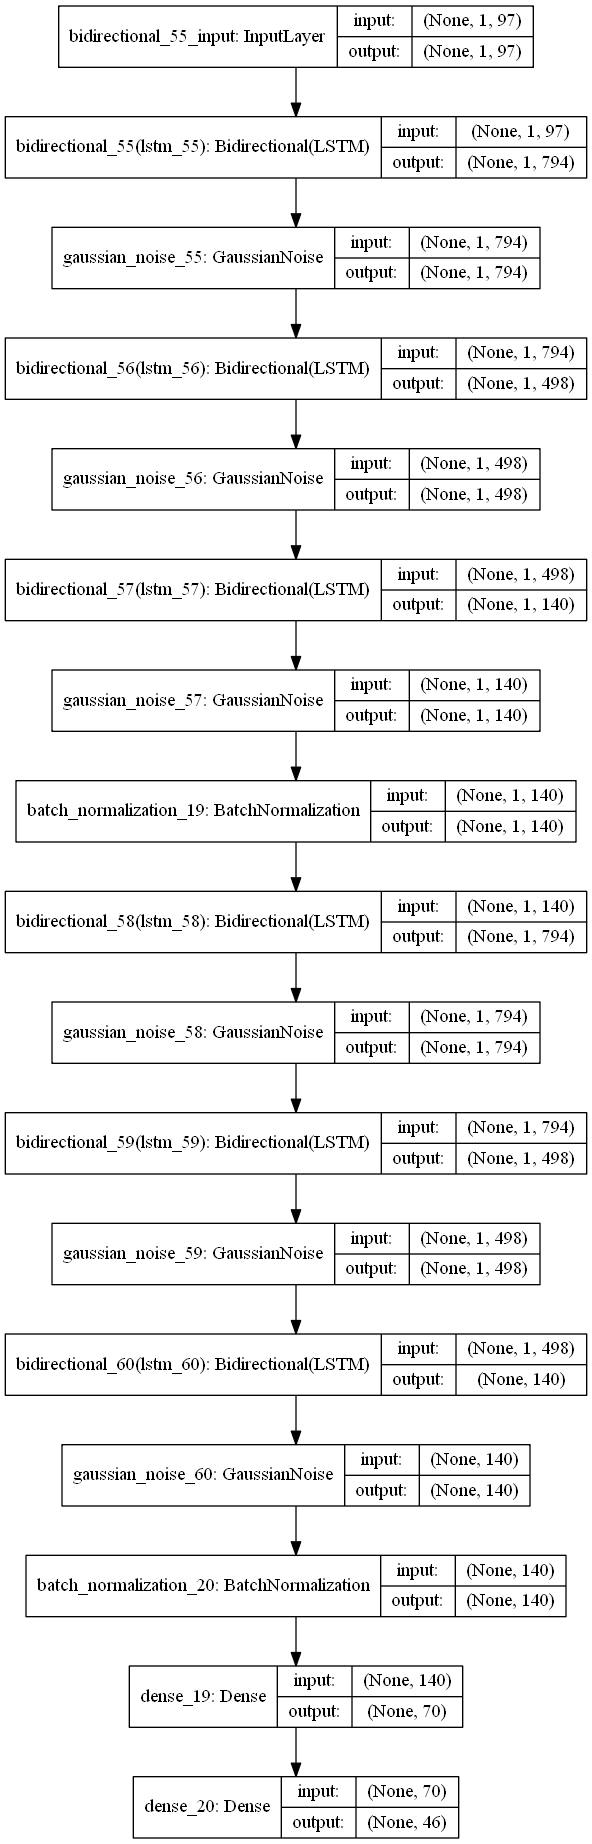 bidirectional_55_input: InputLayer
input: (None, 1, 97)
output: (None, 1, 97)
bidirectional_55(lstm_55): Bidirectional(LSTM)
input: (None, 1, 97)
output: (None, 1, 794)
gaussian_noise_55: GaussianNoise
input: (None, 1, 794)
output: (None, 1, 794)
bidirectional_56(lstm_56): Bidirectional(LSTM)
input: (None, 1, 794)
output: (None, 1, 498)
gaussian_noise_56: GaussianNoise
input: (None, 1, 498)
output: (None, 1, 498)
bidirectional_57(lstm_57): Bidirectional(LSTM)
input: (None, 1, 498)
output: (None, 1, 140)
gaussian_noise_57: GaussianNoise
input: (None, 1, 140)
output: (None, 1, 140)
batch_normalization_19: BatchNormalization
input: (None, 1, 140)
output: (None, 1, 140)
bidirectional_58(lstm_58): Bidirectional(LSTM)
input: (None, 1, 140)
output: (None, 1, 794)
gaussian_noise_58: GaussianNoise
input: (None, 1, 794)
output: (None, 1, 794)
bidirectional_59(lstm_59): Bidirectional(LSTM)
input: (None, 1, 794)
output: (None, 1, 498)
gaussian_noise_59: GaussianNoise
input: (None, 1, 498)
output: (None, 1, 498)
bidirectional_60(lstm_60): Bidirectional(LSTM)
input: (None, 1, 498)
output: (None, 140)
gaussian_noise_60: GaussianNoise
input: (None, 140)
output: (None, 140)
batch_normalization_20: BatchNormalization
input: (None, 140)
output: (None, 140)
dense_19: Dense
input: (None, 140)
output: (None, 70)
dense_20: Dense
input: (None, 70)
output: (None, 46)